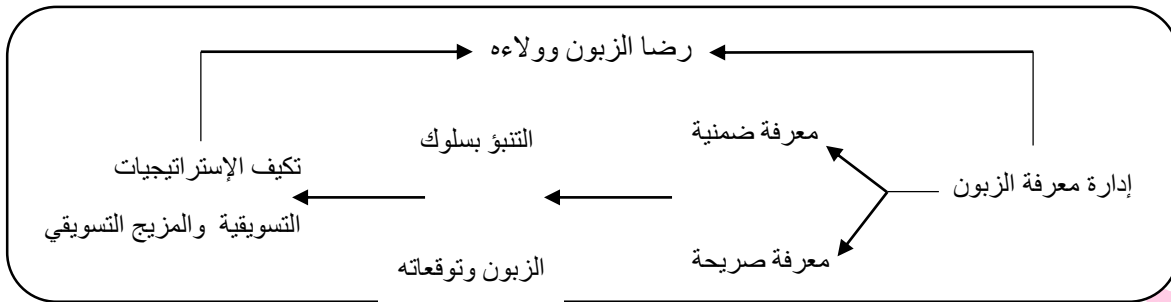 رضا الزبون وولاءه
إدارة معرفة الزبون
معرفة ضمنية
معرفة صريحة
التنبؤ بسلوك
الزبون وتوقعاته
تكيف الإستراتيجيات
التسويقية والمزيج التسويقي